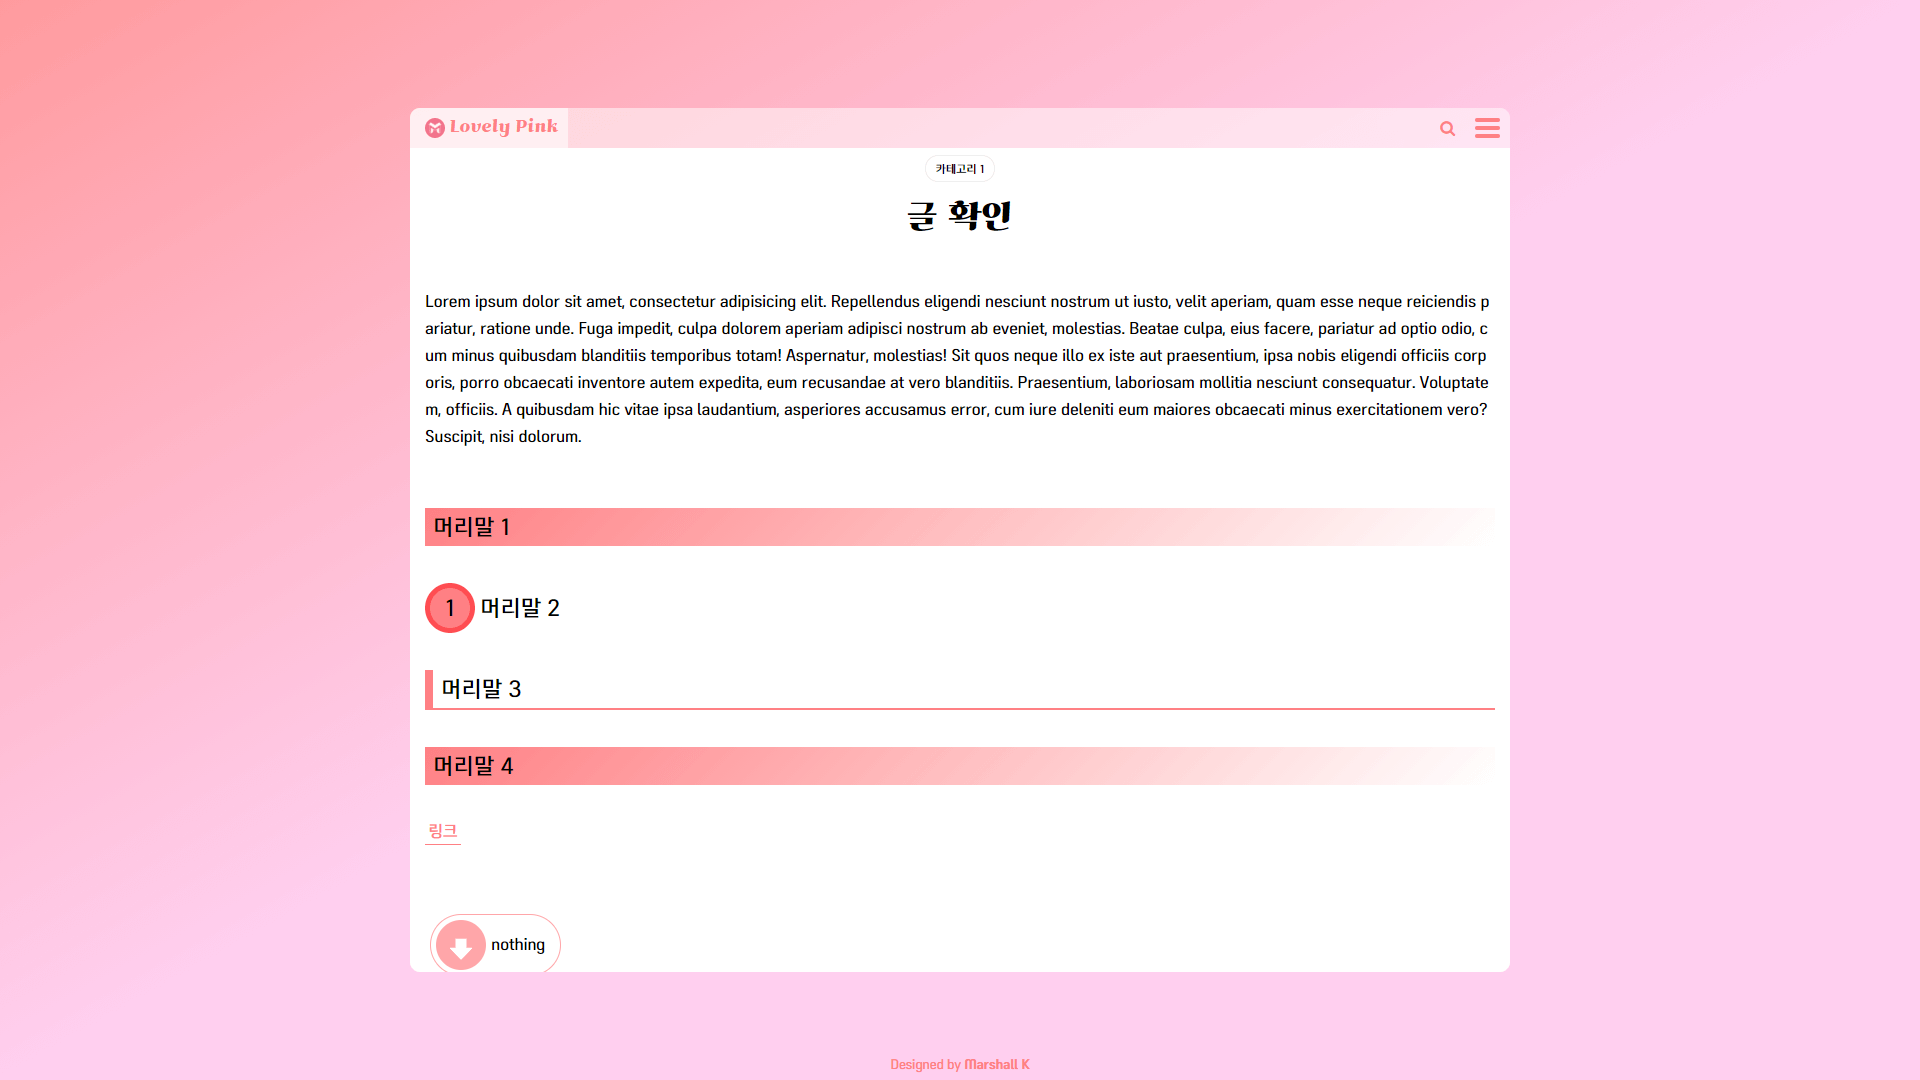 Lovely Pink
카테고리 1
글 확인
Lorem ipsum dolor sit amet, consectetur adipisicing elit. Repellendus eligendi nesciunt nostrum ut iusto, velit aperiam, quam esse neque reiciendis p
ariatur, ratione unde. Fuga impedit, culpa dolorem aperiam adipisci nostrum ab eveniet, molestias. Beatae culpa, eius facere, pariatur ad optio odio, c
um minus quibusdam blanditiis temporibus totam! Aspernatur, molestias! Sit quos neque illo ex iste aut praesentium, ipsa nobis eligendi officiis corp
oris, porro obcaecati inventore autem expedita, eum recusandae at vero blanditiis. Praesentium, laboriosam mollitia nesciunt consequatur. Voluptate
m, officiis. A quibusdam hic vitae ipsa laudantium, asperiores accusamus error, cum iure deleniti eum maiores obcaecati minus exercitationem vero?
Suscipit, nisi dolorum.
머리말 1
1 머리말 2
머리말 3
머리말 4
링크
nothing
Designed by Marshall K